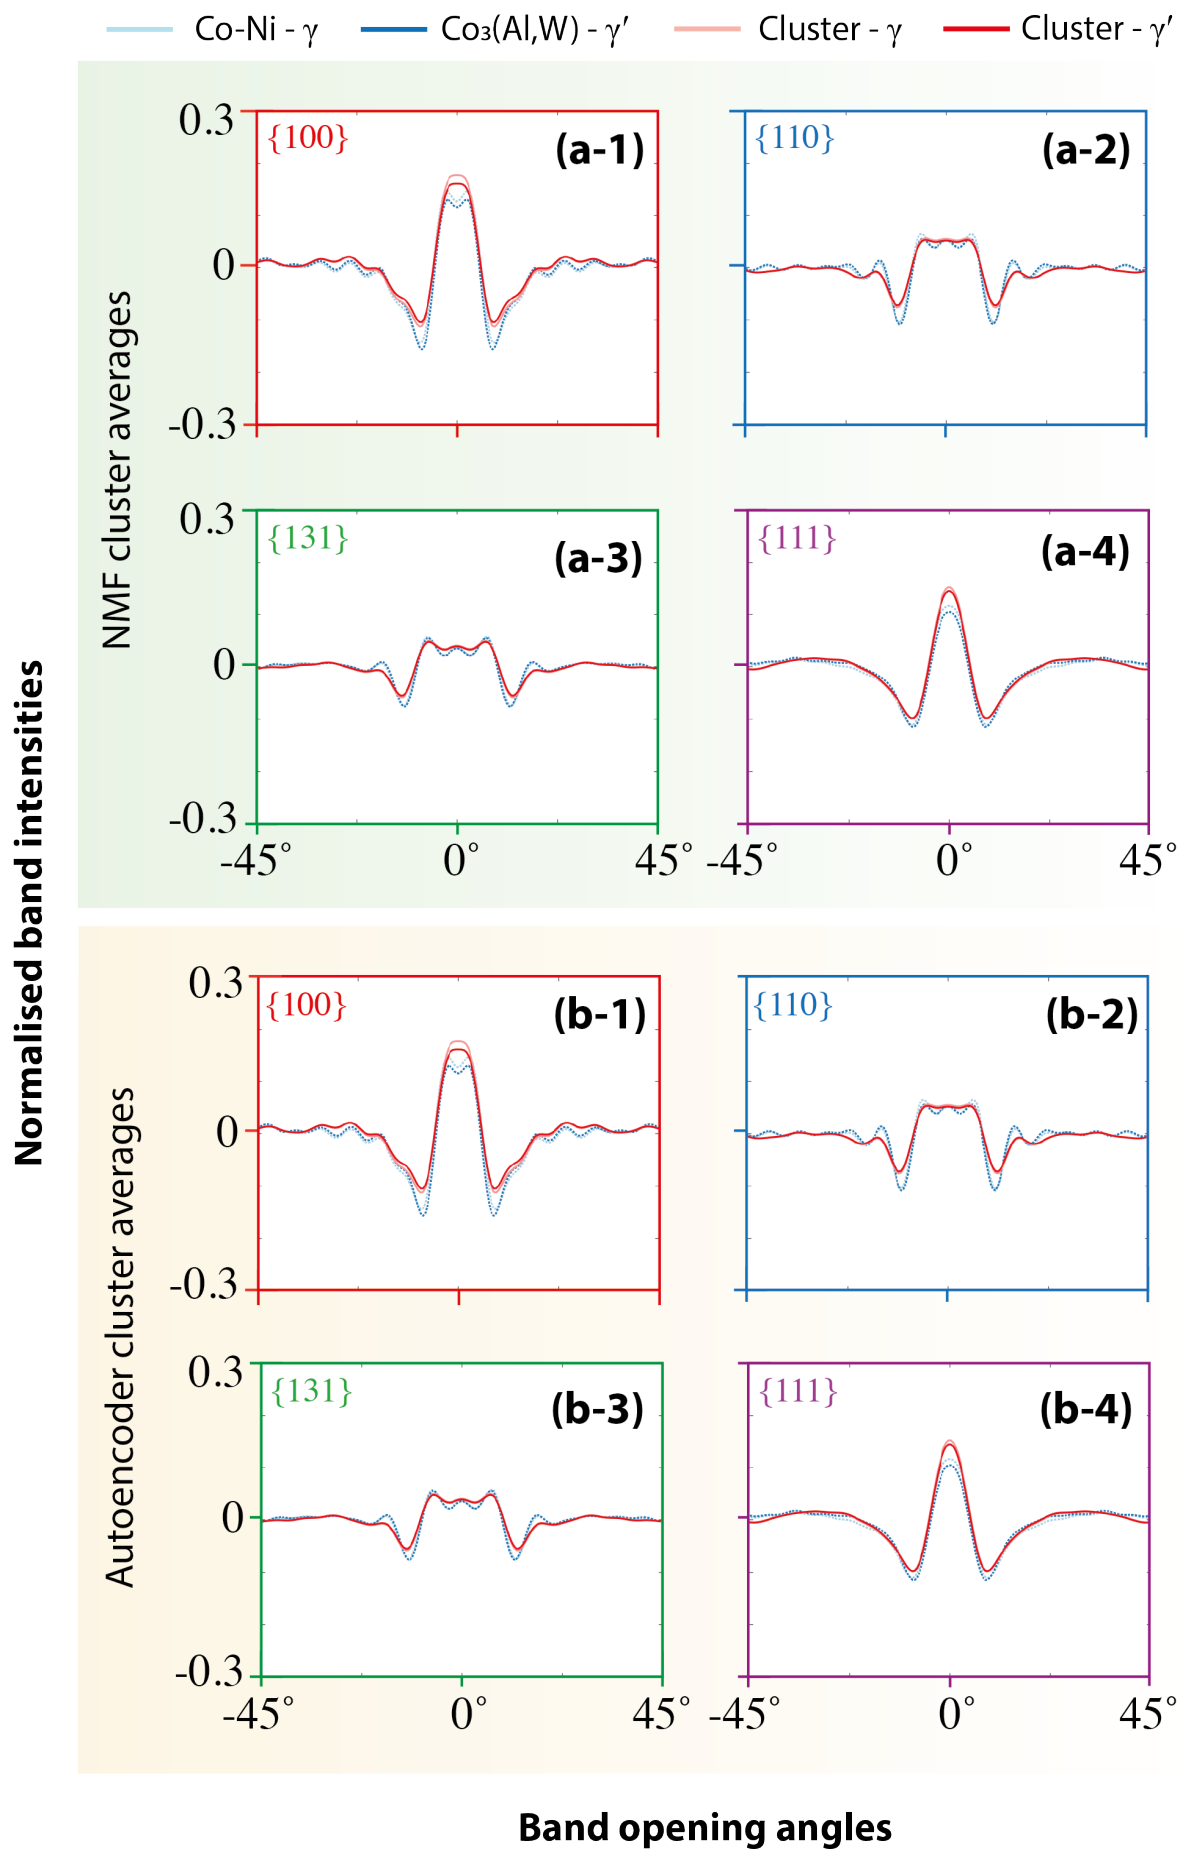 Co-Ni - γ Co₃(Al,W) - γ′ Cluster - γ Cluster - γ′
Normalised band intensities
NMF cluster averages
0.3
0
-0.3
{100} (a-1)
{110} (a-2)
0.3
0
-0.3
{131} (a-3)
{111} (a-4)
-45° 0° 45° -45° 0° 45°
Autoencoder cluster averages
0.3
0
-0.3
{100} (b-1)
{110} (b-2)
0.3
0
-0.3
{131} (b-3)
{111} (b-4)
-45° 0° 45° -45° 0° 45°
Band opening angles